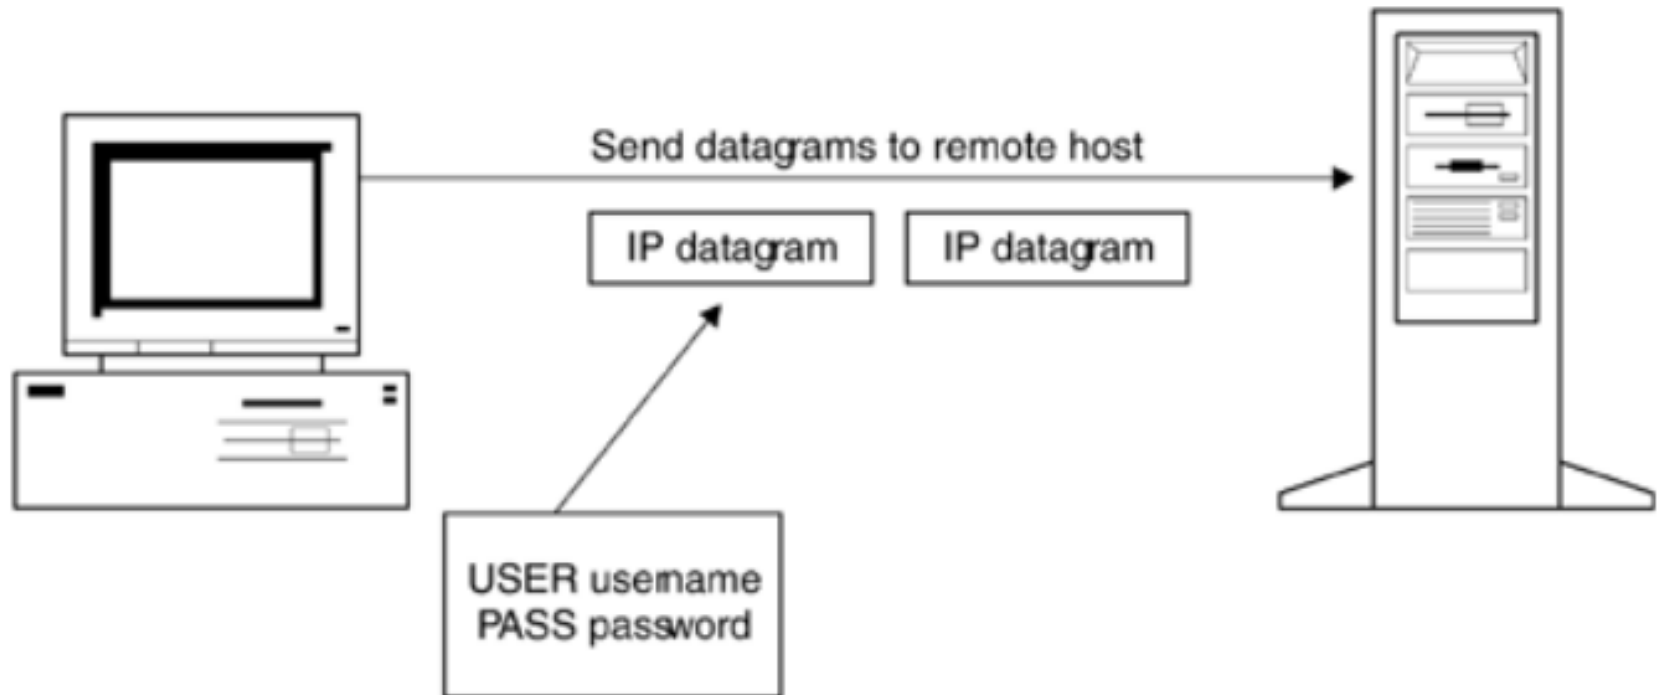 Send datagrams to remote host
IP datagram
IP datagram
USER username
PASS password